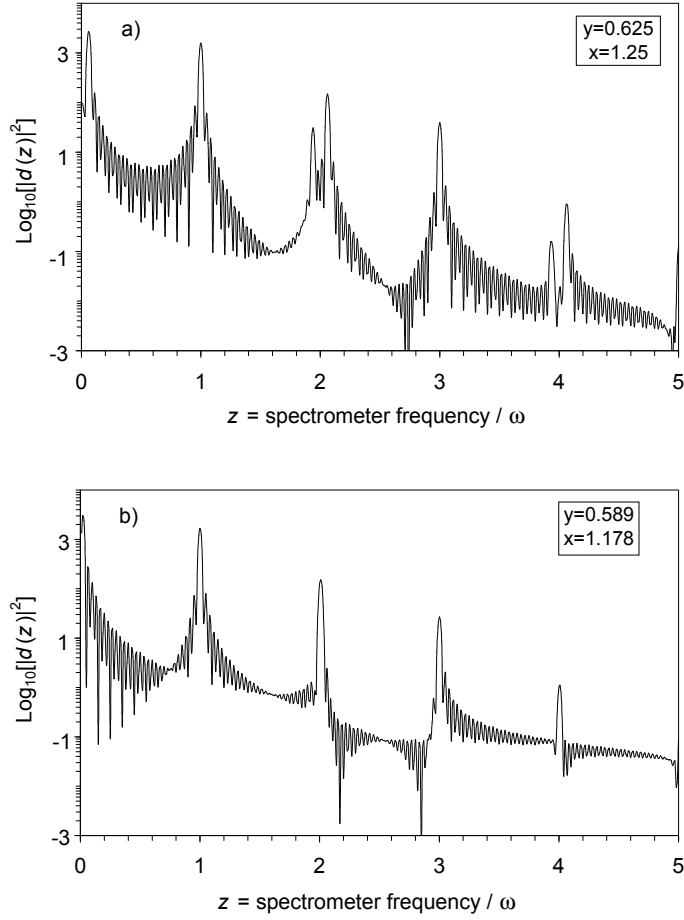 a)
y=0.625
x=1.25
Log₁₀[|d(z)|²]
3
1
-1
-3
0 1 2 3 4 5
z = spectrometer frequency / ω
b)
y=0.589
x=1.178
Log₁₀[|d(z)|²]
3
1
-1
-3
0 1 2 3 4 5
z = spectrometer frequency / ω